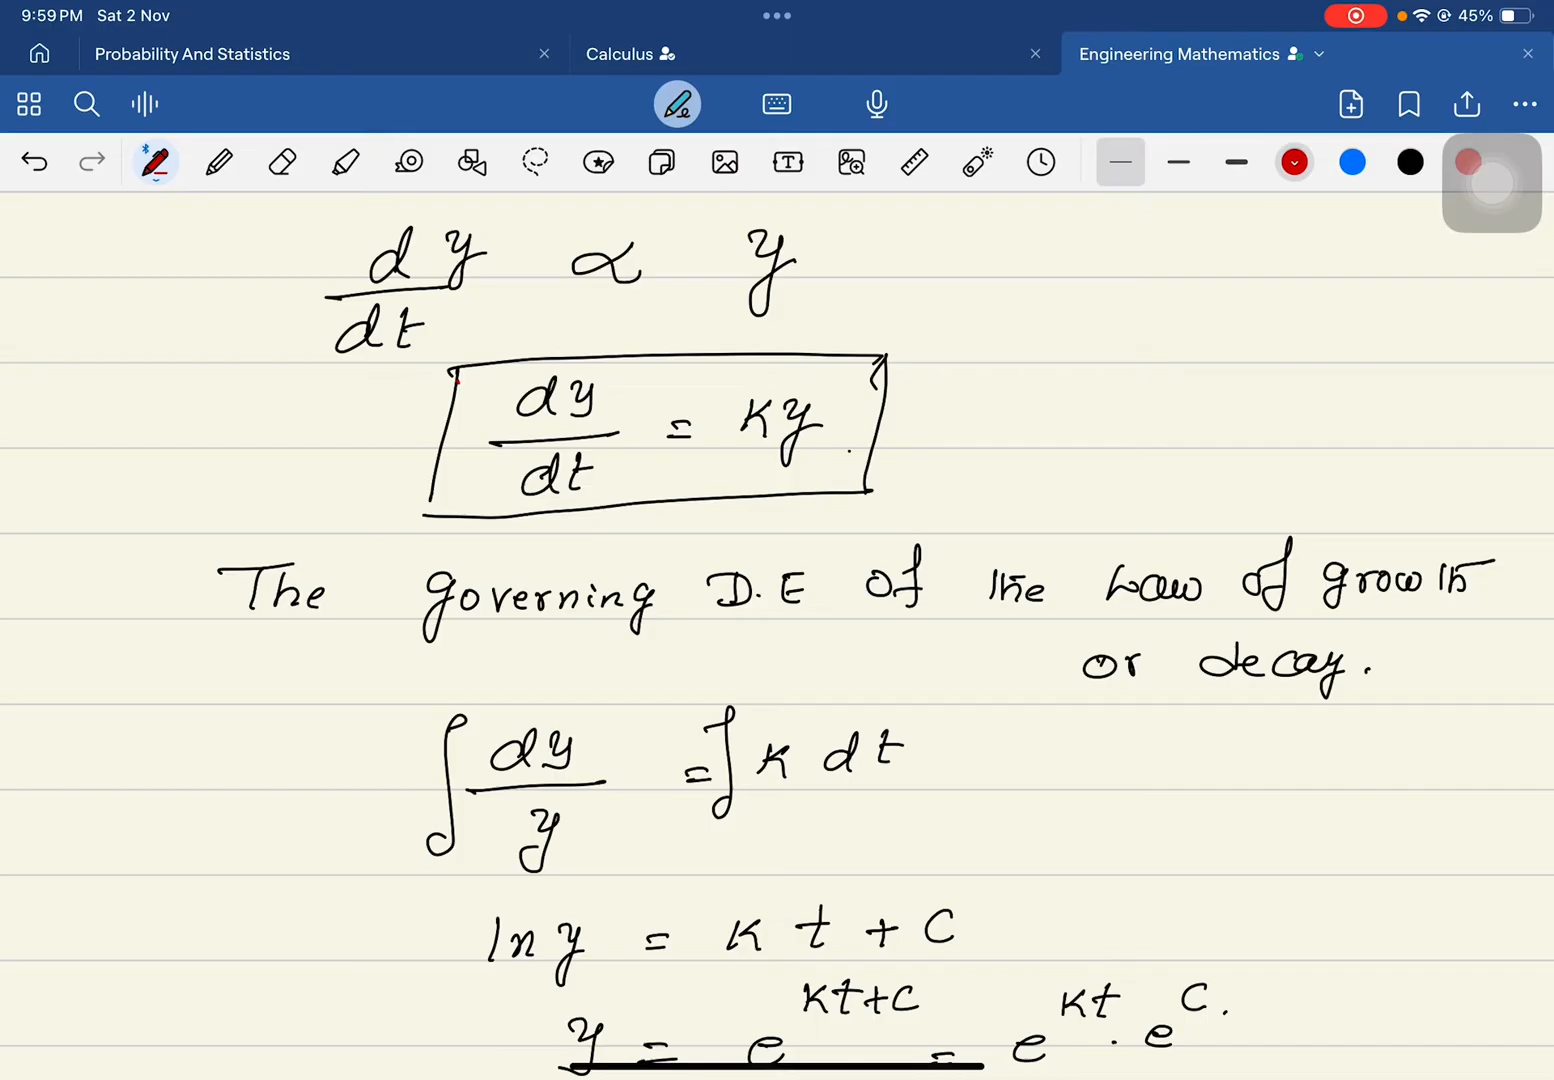 9:59 PM Sat 2 Nov
45%
Probability And Statistics
Calculus
Engineering Mathematics
dy/dt ∝ y
dy/dt = Ky
The governing D.E of the Law of growth
or decay.
∫ dy/y = ∫ K dt
ln y = K t + C
y = e^(Kt+C) = e^(Kt) . e^C.